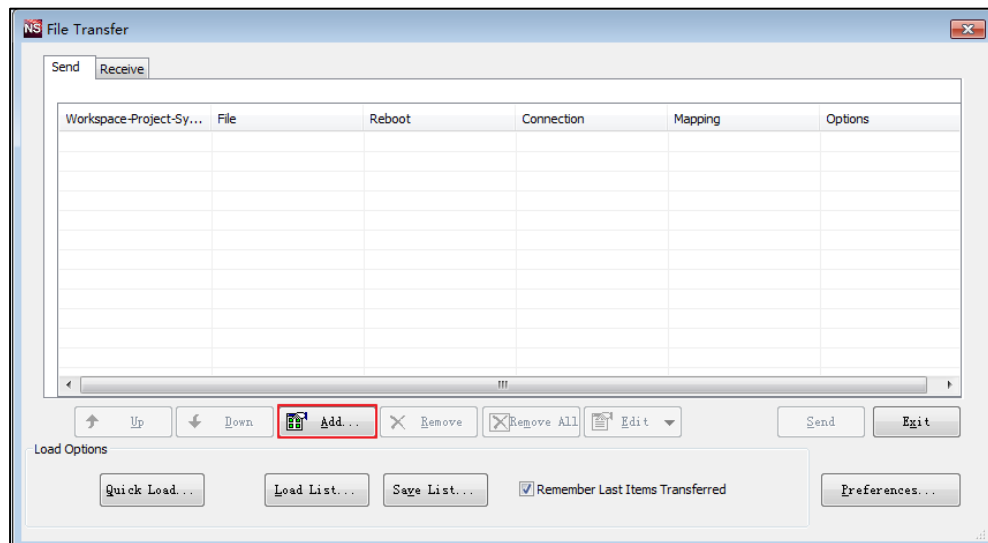 NS File Transfer
Send Receive
Workspace-Project-Sy... File Reboot Connection Mapping Options
Up Down Add... Remove Remove All Edit Send Exit
Load Options
Quick Load... Load List... Save List... Remember Last Items Transferred Preferences...